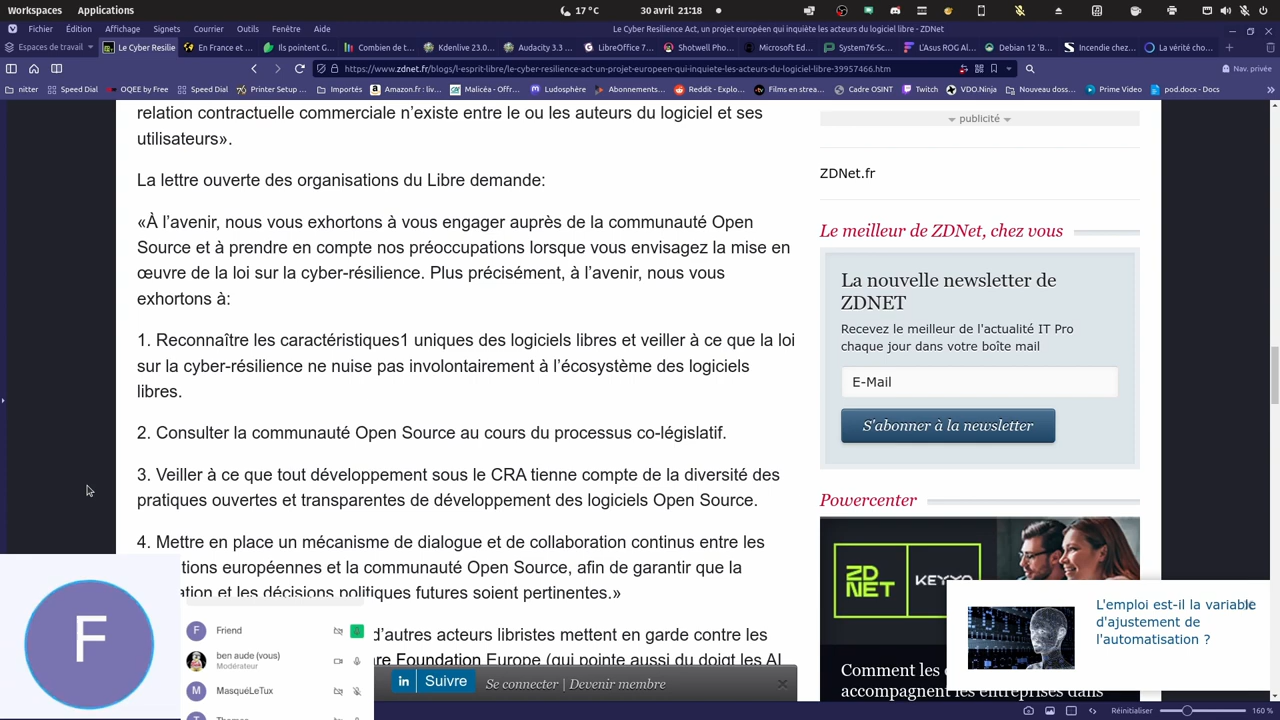 Espaces
Applications
17 °C
30 avril 21:18
Fichier Édition Affichage Signets Courrier Outils Fenêtre Aide
Le Cyber Resilience Act, un projet européen qui inquiète les acteurs du logiciel libre - ZDNet
Espaces de travail
Le Cyber Resilie
En France et
Ils pointent G
Combien de t
Kdenlive 23.0
Audacity 3.3
LibreOffice 7
Shotwell Pho
Microsoft Ed
System76-Sc
L'Asus ROG Al
Debian 12 'B
Incendie chez
La vérité cho
https://www.zdnet.fr/blogs/l-esprit-libre/le-cyber-resilience-act-un-projet-europeen-qui-inquiete-les-acteurs-du-logiciel-libre-39957466.htm
Nav. privée
nitter
Speed Dial
OQEE by Free
Speed Dial
Printer Setup ...
Importés
Amazon.fr : liv...
Malicéa - Offr...
Ludosphère
Abonnements...
Reddit - Explo...
Films en strea...
Cadre OSINT
Twitch
VDO.Ninja
Nouveau doss...
Prime Video
pod.docx - Docs
relation contractuelle commerciale n'existe entre le ou les auteurs du logiciel et ses
utilisateurs».
La lettre ouverte des organisations du Libre demande:
«À l'avenir, nous vous exhortons à vous engager auprès de la communauté Open
Source et à prendre en compte nos préoccupations lorsque vous envisagez la mise en
œuvre de la loi sur la cyber-résilience. Plus précisément, à l'avenir, nous vous
exhortons à:
1. Reconnaître les caractéristiques1 uniques des logiciels libres et veiller à ce que la loi
sur la cyber-résilience ne nuise pas involontairement à l'écosystème des logiciels
libres.
2. Consulter la communauté Open Source au cours du processus co-législatif.
3. Veiller à ce que tout développement sous le CRA tienne compte de la diversité des
pratiques ouvertes et transparentes de développement des logiciels Open Source.
4. Mettre en place un mécanisme de dialogue et de collaboration continus entre les
tions européennes et la communauté Open Source, afin de garantir que la
ation et les décisions politiques futures soient pertinentes.»
d'autres acteurs libristes mettent en garde contre les
re Foundation Europe (qui pointe aussi du doigt les AI
publicité
ZDNet.fr
Le meilleur de ZDNet, chez vous
La nouvelle newsletter de
ZDNET
Recevez le meilleur de l'actualité IT Pro
chaque jour dans votre boîte mail
E-Mail
S'abonner à la newsletter
Powercenter
ZD
NET
KEY
Comment les
accompagnent les entreprises dans
L'emploi est-il la variable
d'ajustement de
l'automatisation ?
in Suivre
Se connecter | Devenir membre
F
F Friend
ben aude (vous)
Modérateur
M MasquéLeTux
Réinitialiser
160 %